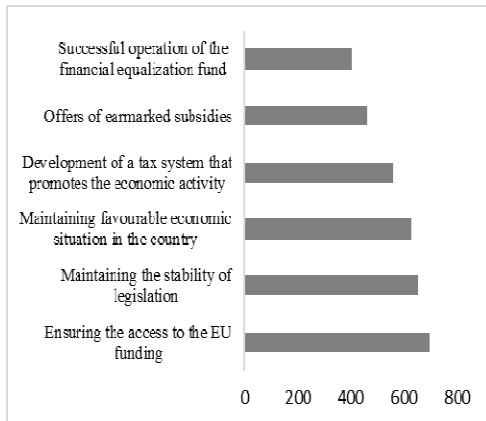 Successful operation of the
financial equalization fund
Offers of earmarked subsidies
Development of a tax system that
promotes the economic activity
Maintaining favourable economic
situation in the country
Maintaining the stability of
legislation
Ensuring the access to the EU
funding
0 200 400 600 800